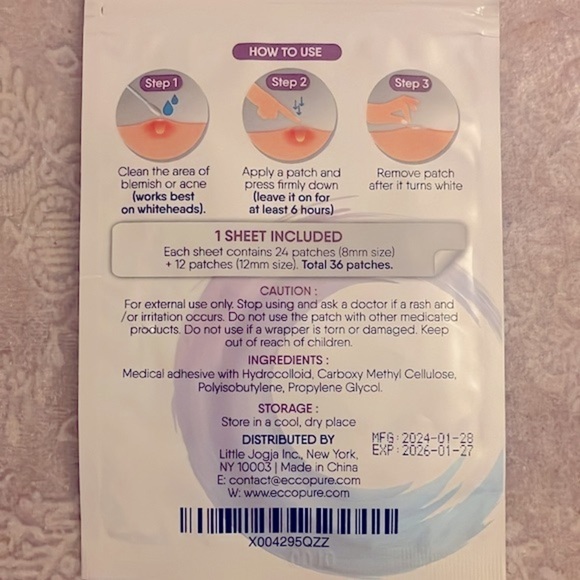 HOW TO USE
Step 1
Step 2
Step 3
Clean the area of
blemish or acne
(works best
on whiteheads).
Apply a patch and
press firmly down
(leave it on for
at least 6 hours)
Remove patch
after it turns white
1 SHEET INCLUDED
Each sheet contains 24 patches (8mm size)
+ 12 patches (12mm size). Total 36 patches.
CAUTION :
For external use only. Stop using and ask a doctor if a rash and
/or irritation occurs. Do not use the patch with other medicated
products. Do not use if a wrapper is torn or damaged. Keep
out of reach of children.
INGREDIENTS :
Medical adhesive with Hydrocolloid, Carboxy Methyl Cellulose,
Polyisobutylene, Propylene Glycol.
STORAGE :
Store in a cool, dry place
DISTRIBUTED BY
Little Jogja Inc., New York,
NY 10003 | Made in China
E: contact@eccopure.com
W: www.eccopure.com
MFG:2024-01-28
EXP:2026-01-27
X004295QZZ